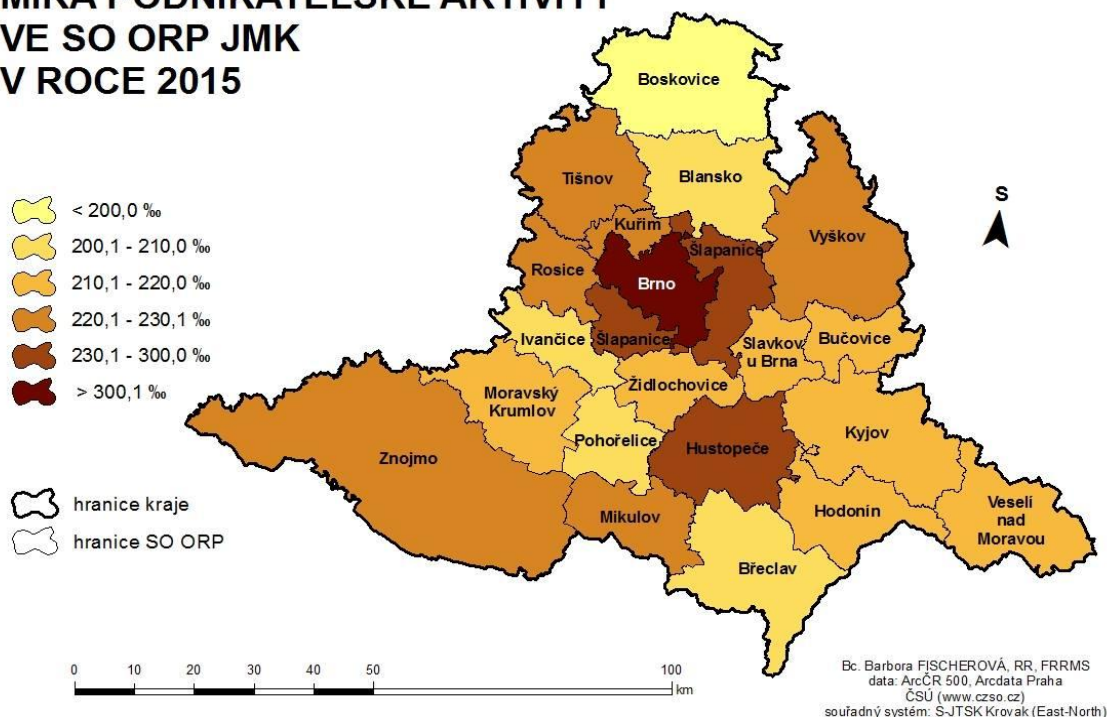 MÍRA PODNIKATELSKÉ AKTIVITY
VE SO ORP JMK
V ROCE 2015
< 200,0 ‰
200,1 - 210,0 ‰
210,1 - 220,0 ‰
220,1 - 230,1 ‰
230,1 - 300,0 ‰
> 300,1 ‰
hranice kraje
hranice SO ORP
S
Boskovice
Tišnov
Blansko
Kuřim
Vyškov
Šlapanice
Rosice
Brno
Ivančice
Šlapanice
Slavkov
u Brna
Bučovice
Moravský
Krumlov
Židlochovice
Kyjov
Pohořelice
Hustopeče
Znojmo
Mikulov
Hodonín
Veselí
nad
Moravou
Břeclav
0 10 20 30 40 50 100
km
Bc. Barbora FISCHEROVÁ, RR, FRRMS
data: ArcČR 500, Arcdata Praha
ČSÚ (www.czso.cz)
souřadný systém: S-JTSK Krovak (East-North)